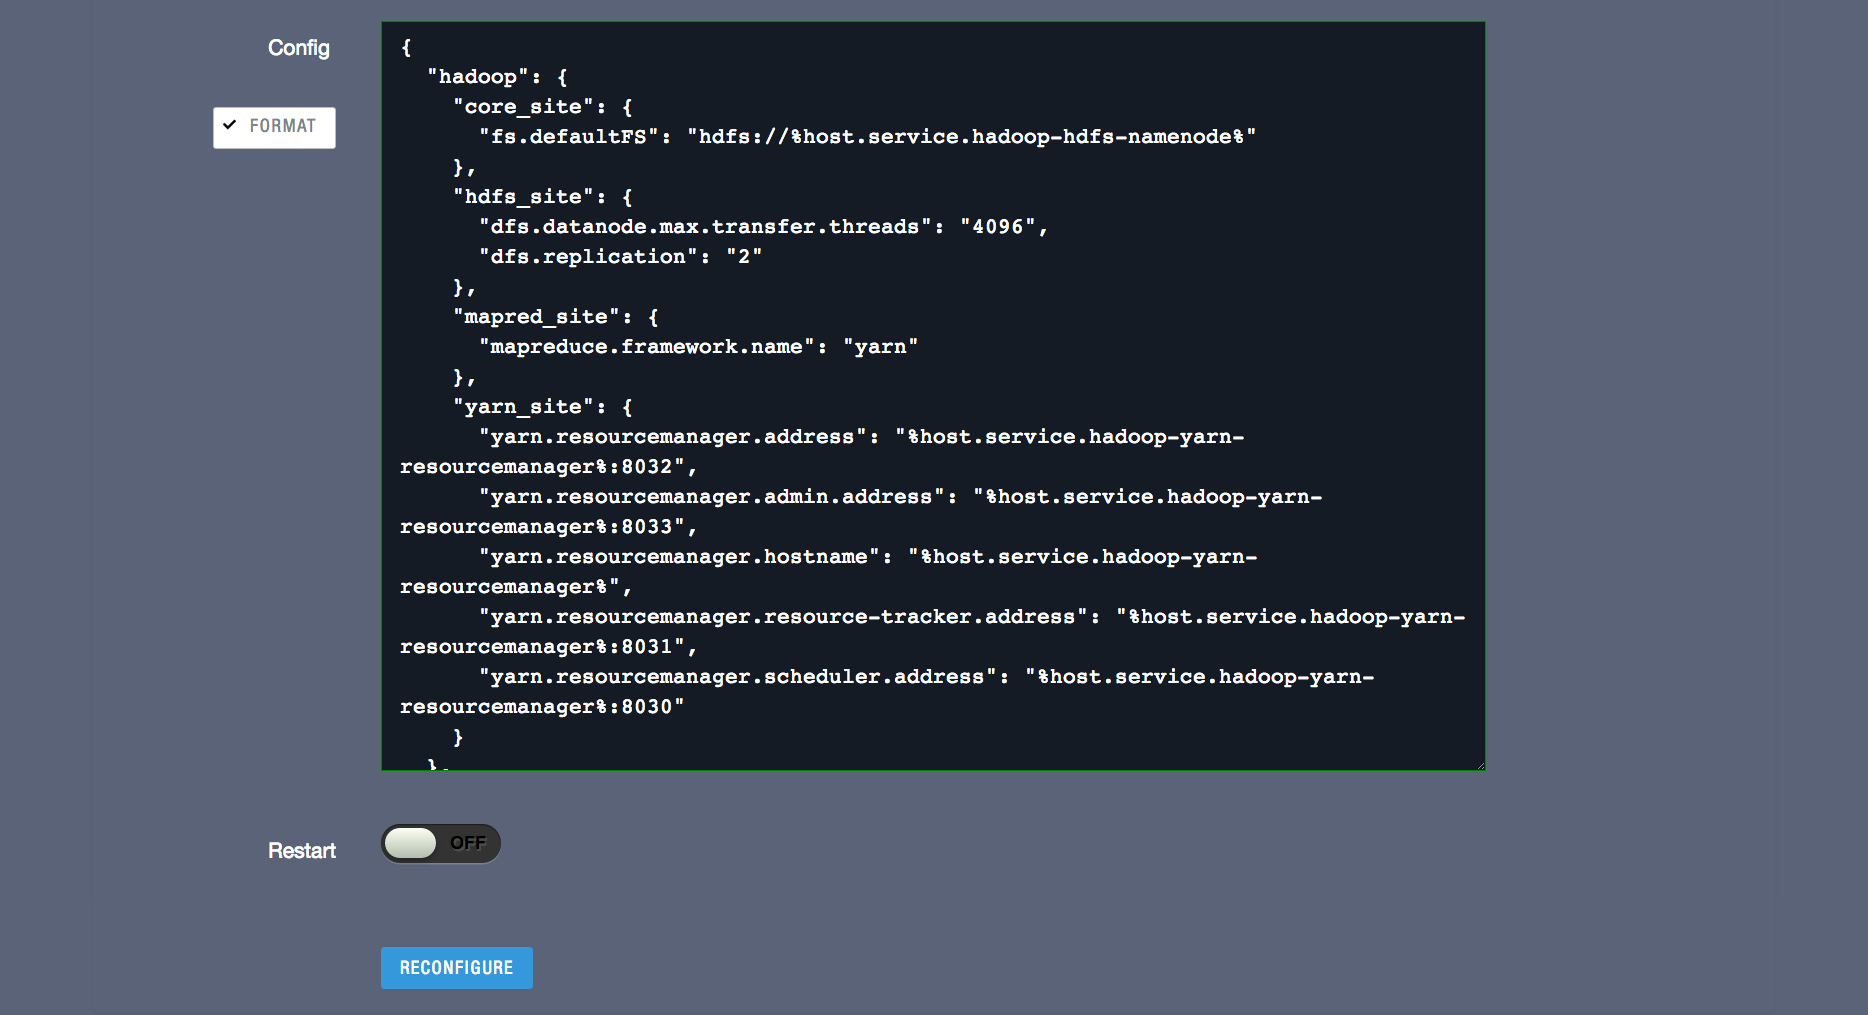 Config
FORMAT
{
"hadoop": {
"core_site": {
"fs.defaultFS": "hdfs://%host.service.hadoop-hdfs-namenode%"
},
"hdfs_site": {
"dfs.datanode.max.transfer.threads": "4096",
"dfs.replication": "2"
},
"mapred_site": {
"mapreduce.framework.name": "yarn"
},
"yarn_site": {
"yarn.resourcemanager.address": "%host.service.hadoop-yarn-
resourcemanager%:8032",
"yarn.resourcemanager.admin.address": "%host.service.hadoop-yarn-
resourcemanager%:8033",
"yarn.resourcemanager.hostname": "%host.service.hadoop-yarn-
resourcemanager%",
"yarn.resourcemanager.resource-tracker.address": "%host.service.hadoop-yarn-
resourcemanager%:8031",
"yarn.resourcemanager.scheduler.address": "%host.service.hadoop-yarn-
resourcemanager%:8030"
}
},
Restart
OFF
RECONFIGURE